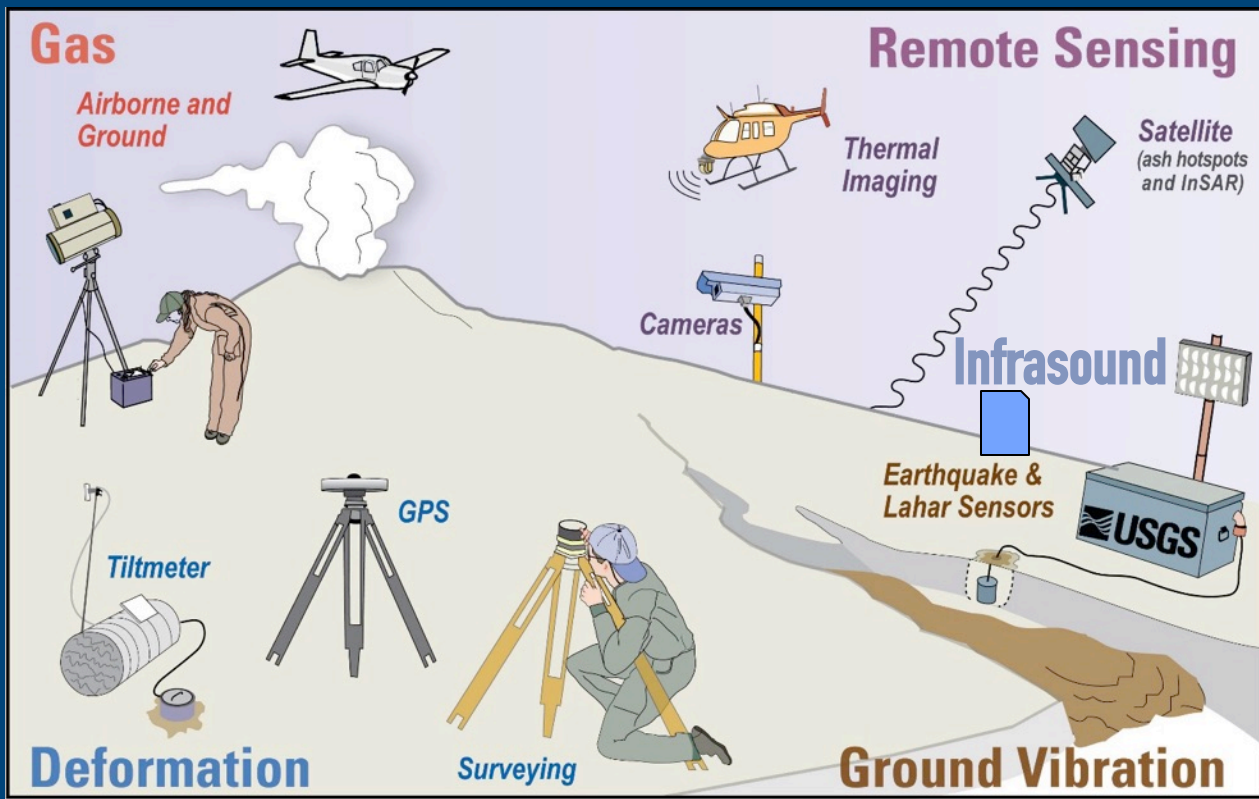 Gas
Airborne and
Ground
Remote Sensing
Thermal
Imaging
Satellite
(ash hotspots
and InSAR)
Cameras
Infrasound
Earthquake &
Lahar Sensors
USGS
GPS
Tiltmeter
Deformation
Surveying
Ground Vibration